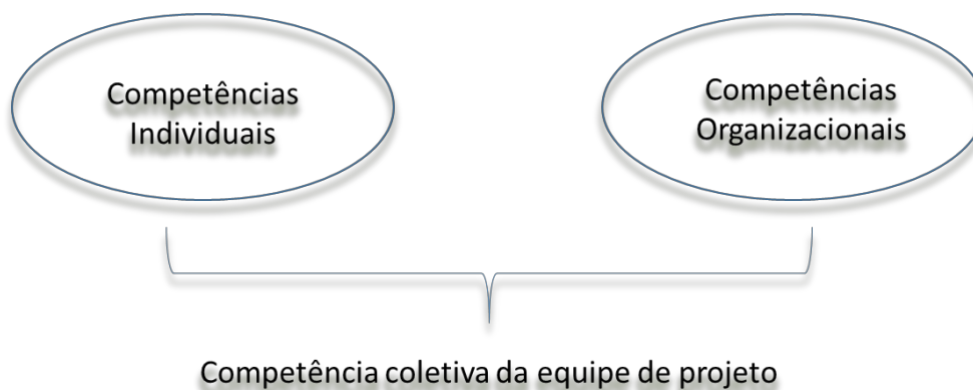 Competências
Individuais
Competências
Organizacionais
Competência coletiva da equipe de projeto